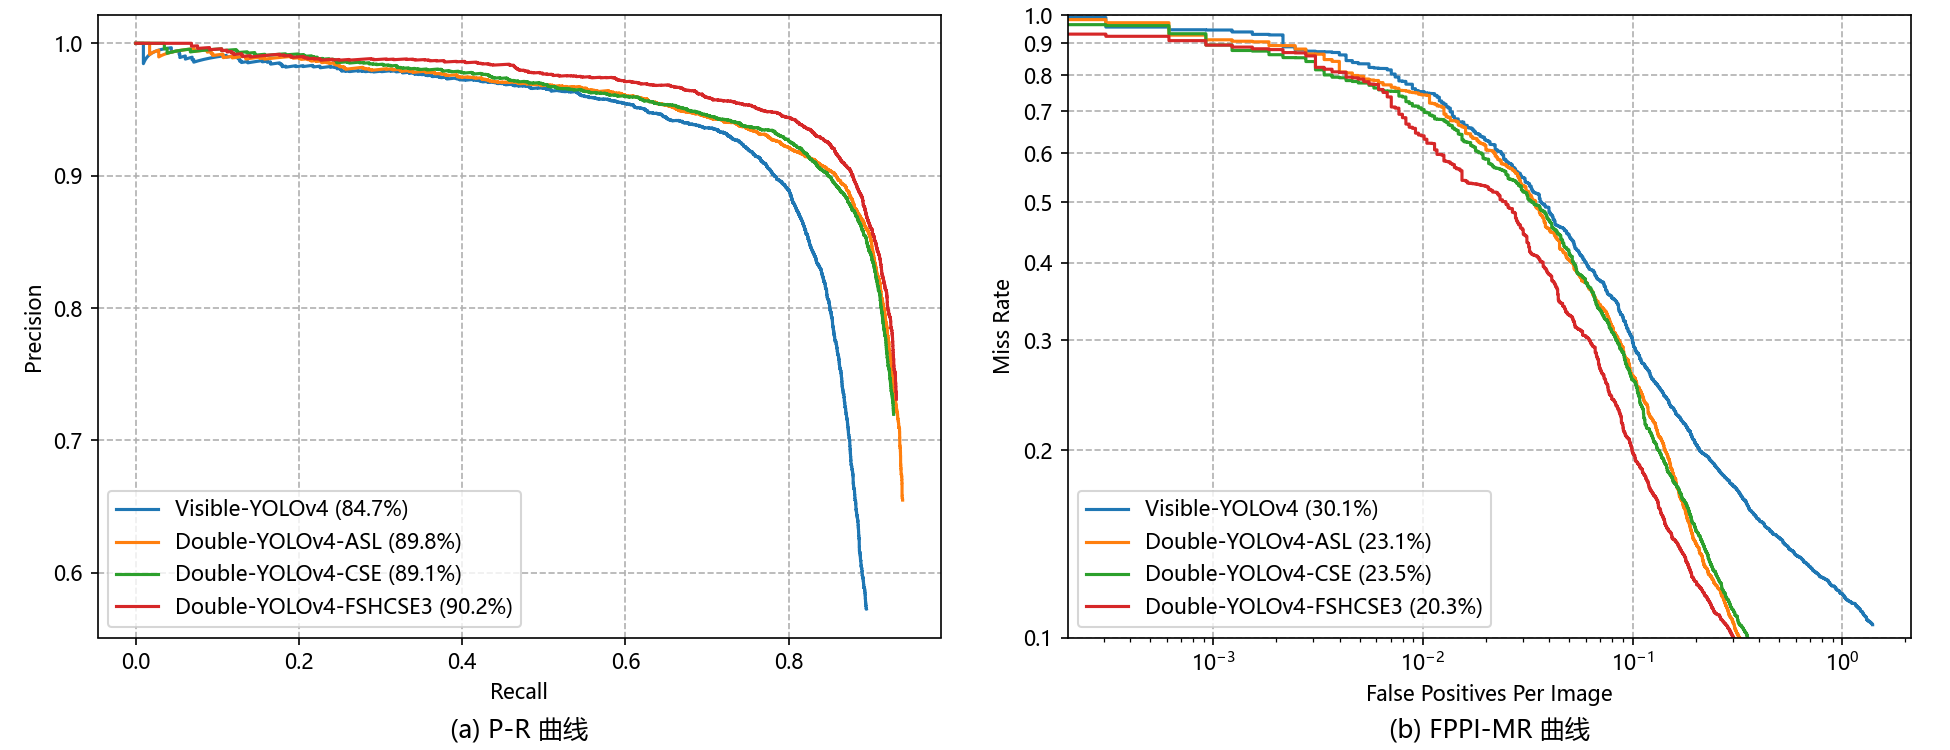 1.0
0.9
0.8
0.7
0.6
Precision
0.0 0.2 0.4 0.6 0.8
Recall
Visible-YOLOv4 (84.7%)
Double-YOLOv4-ASL (89.8%)
Double-YOLOv4-CSE (89.1%)
Double-YOLOv4-FSHCSE3 (90.2%)
(a) P-R 曲线
1.0
0.9
0.8
0.7
0.6
0.5
0.4
0.3
0.2
0.1
Miss Rate
10⁻³ 10⁻² 10⁻¹ 10⁰
False Positives Per Image
Visible-YOLOv4 (30.1%)
Double-YOLOv4-ASL (23.1%)
Double-YOLOv4-CSE (23.5%)
Double-YOLOv4-FSHCSE3 (20.3%)
(b) FPPI-MR 曲线